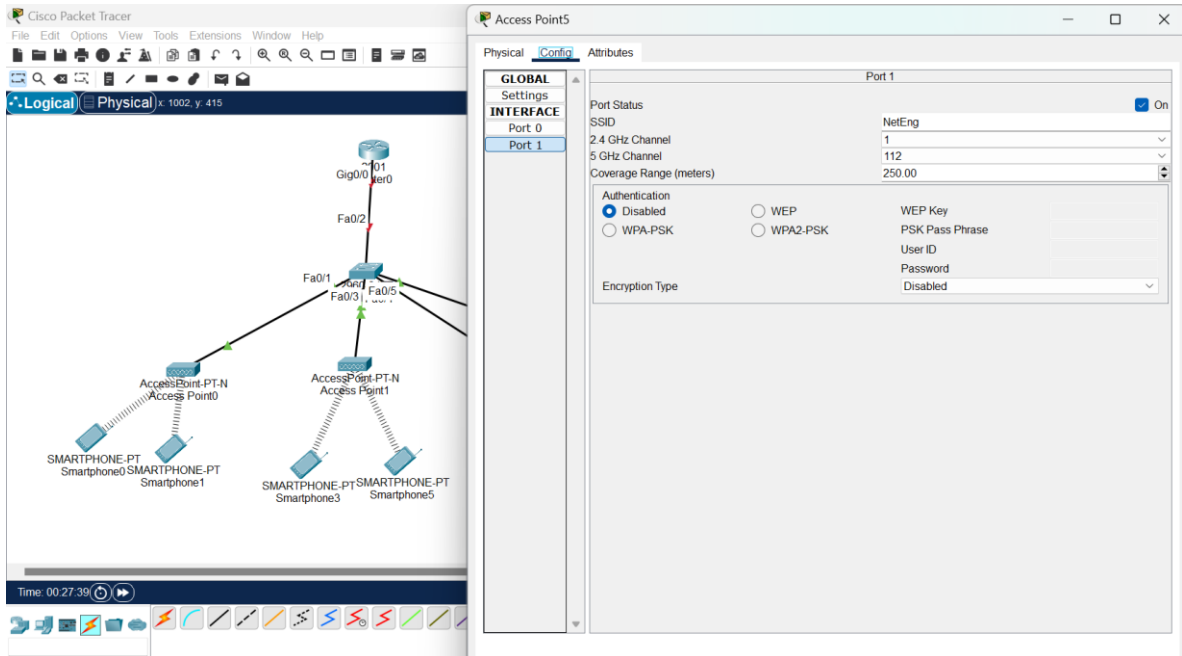 Cisco Packet Tracer
File Edit Options View Tools Extensions Window Help
Logical Physical x: 1002, y: 415
Gig0/0
Fa0/2
Fa0/1
Fa0/3 Fa0/5
AccessPoint-PT-N
Access Point0
AccessPoint-PT-N
Access Point1
SMARTPHONE-PT
Smartphone0
SMARTPHONE-PT
Smartphone1
SMARTPHONE-PT
Smartphone3
SMARTPHONE-PT
Smartphone5
Time: 00:27:39
Access Point5
Physical Config Attributes
GLOBAL
Settings
INTERFACE
Port 0
Port 1
Port 1
Port Status On
SSID NetEng
2.4 GHz Channel 1
5 GHz Channel 112
Coverage Range (meters) 250.00
Authentication
Disabled WEP WEP Key
WPA-PSK WPA2-PSK PSK Pass Phrase
User ID
Password
Encryption Type Disabled